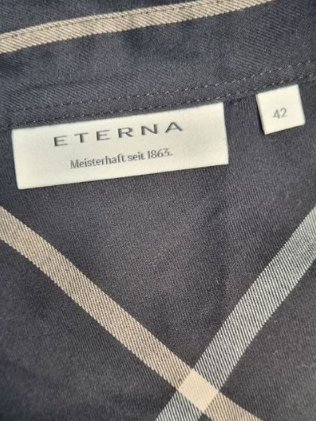 ETERNA
Meisterhaft seit 1863.
42